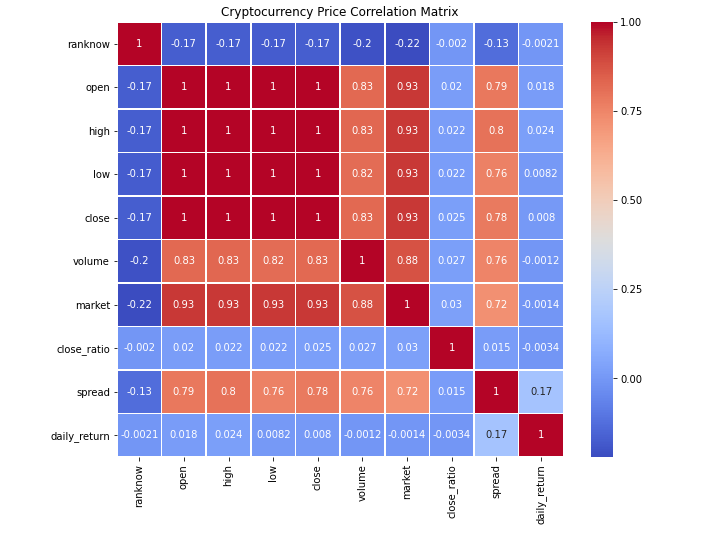 Cryptocurrency Price Correlation Matrix
ranknow 1 -0.17 -0.17 -0.17 -0.17 -0.2 -0.22 -0.002 -0.13 -0.0021
open -0.17 1 1 1 1 0.83 0.93 0.02 0.79 0.018
high -0.17 1 1 1 1 0.83 0.93 0.022 0.8 0.024
low -0.17 1 1 1 1 0.82 0.93 0.022 0.76 0.0082
close -0.17 1 1 1 1 0.83 0.93 0.025 0.78 0.008
volume -0.2 0.83 0.83 0.82 0.83 1 0.88 0.027 0.76 -0.0012
market -0.22 0.93 0.93 0.93 0.93 0.88 1 0.03 0.72 -0.0014
close_ratio -0.002 0.02 0.022 0.022 0.025 0.027 0.03 1 0.015 -0.0034
spread -0.13 0.79 0.8 0.76 0.78 0.76 0.72 0.015 1 0.17
daily_return -0.0021 0.018 0.024 0.0082 0.008 -0.0012 -0.0014 -0.0034 0.17 1
ranknow open high low close volume market close_ratio spread daily_return
1.00
0.75
0.50
0.25
0.00